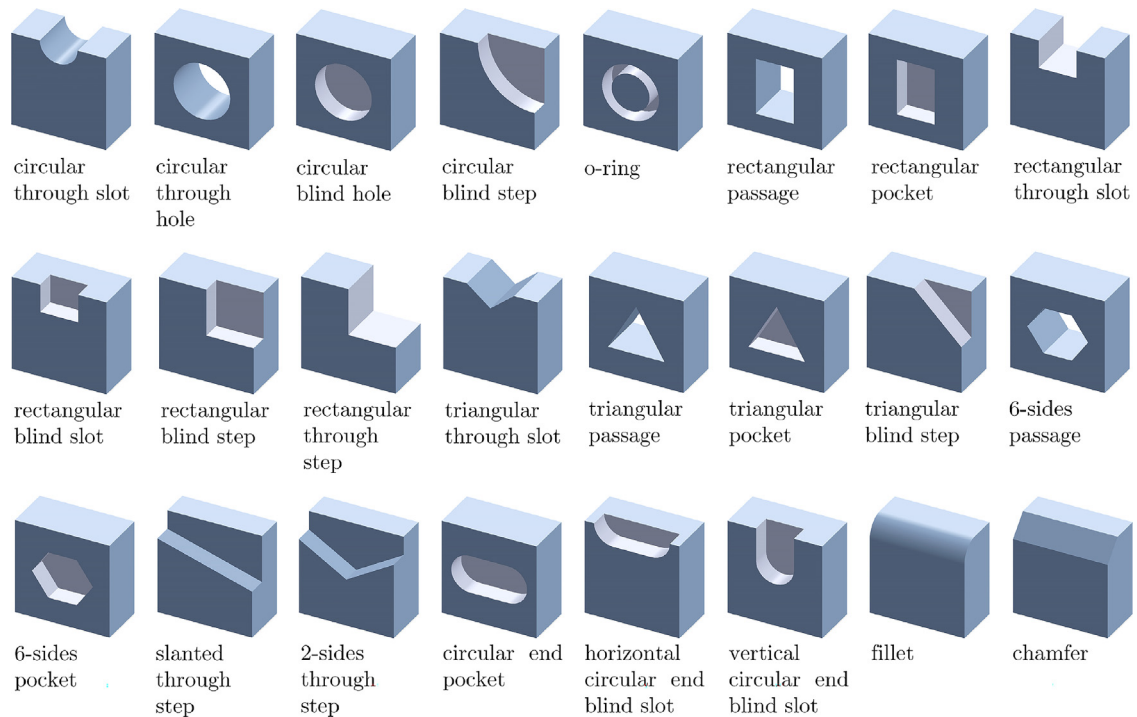 circular
through slot
circular
through
hole
circular
blind hole
circular
blind step
o-ring
rectangular
passage
rectangular
pocket
rectangular
through slot
rectangular
blind slot
rectangular
blind step
rectangular
through
step
triangular
through slot
triangular
passage
triangular
pocket
triangular
blind step
6-sides
passage
6-sides
pocket
slanted
through
step
2-sides
through
step
circular end
pocket
horizontal
circular end
blind slot
vertical
circular end
blind slot
fillet
chamfer